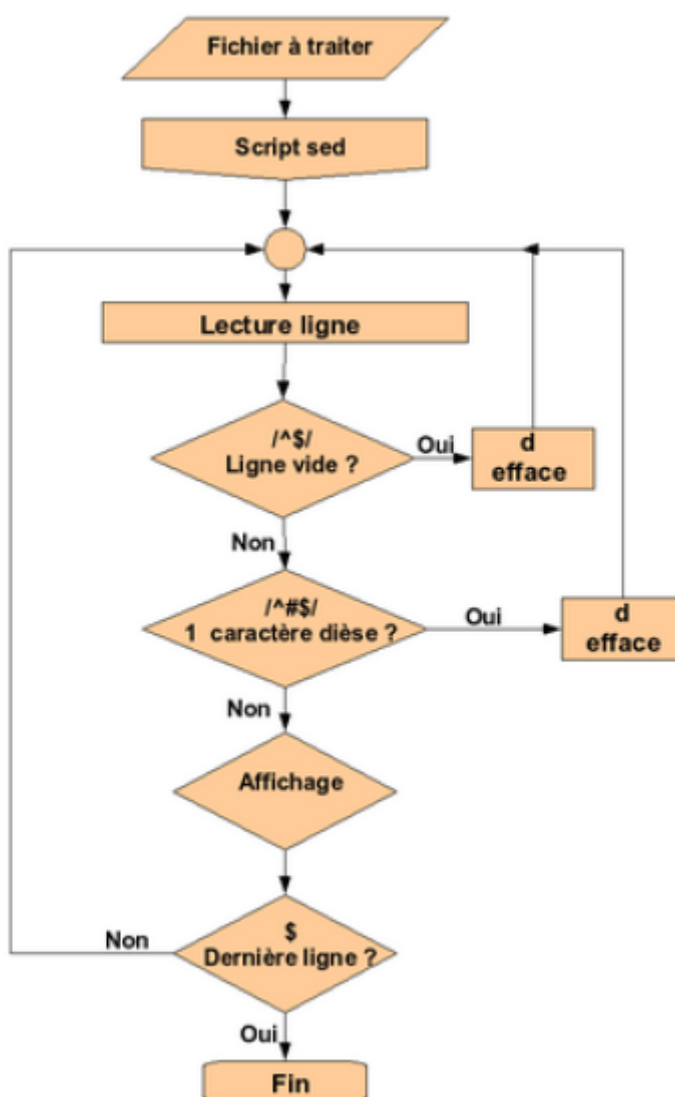 Fichier à traiter
Script sed
Lecture ligne
/^$/
Ligne vide ?
Oui
d
efface
Non
/^#$/
1 caractère dièse ?
Oui
d
efface
Non
Affichage
$
Dernière ligne ?
Non
Oui
Fin